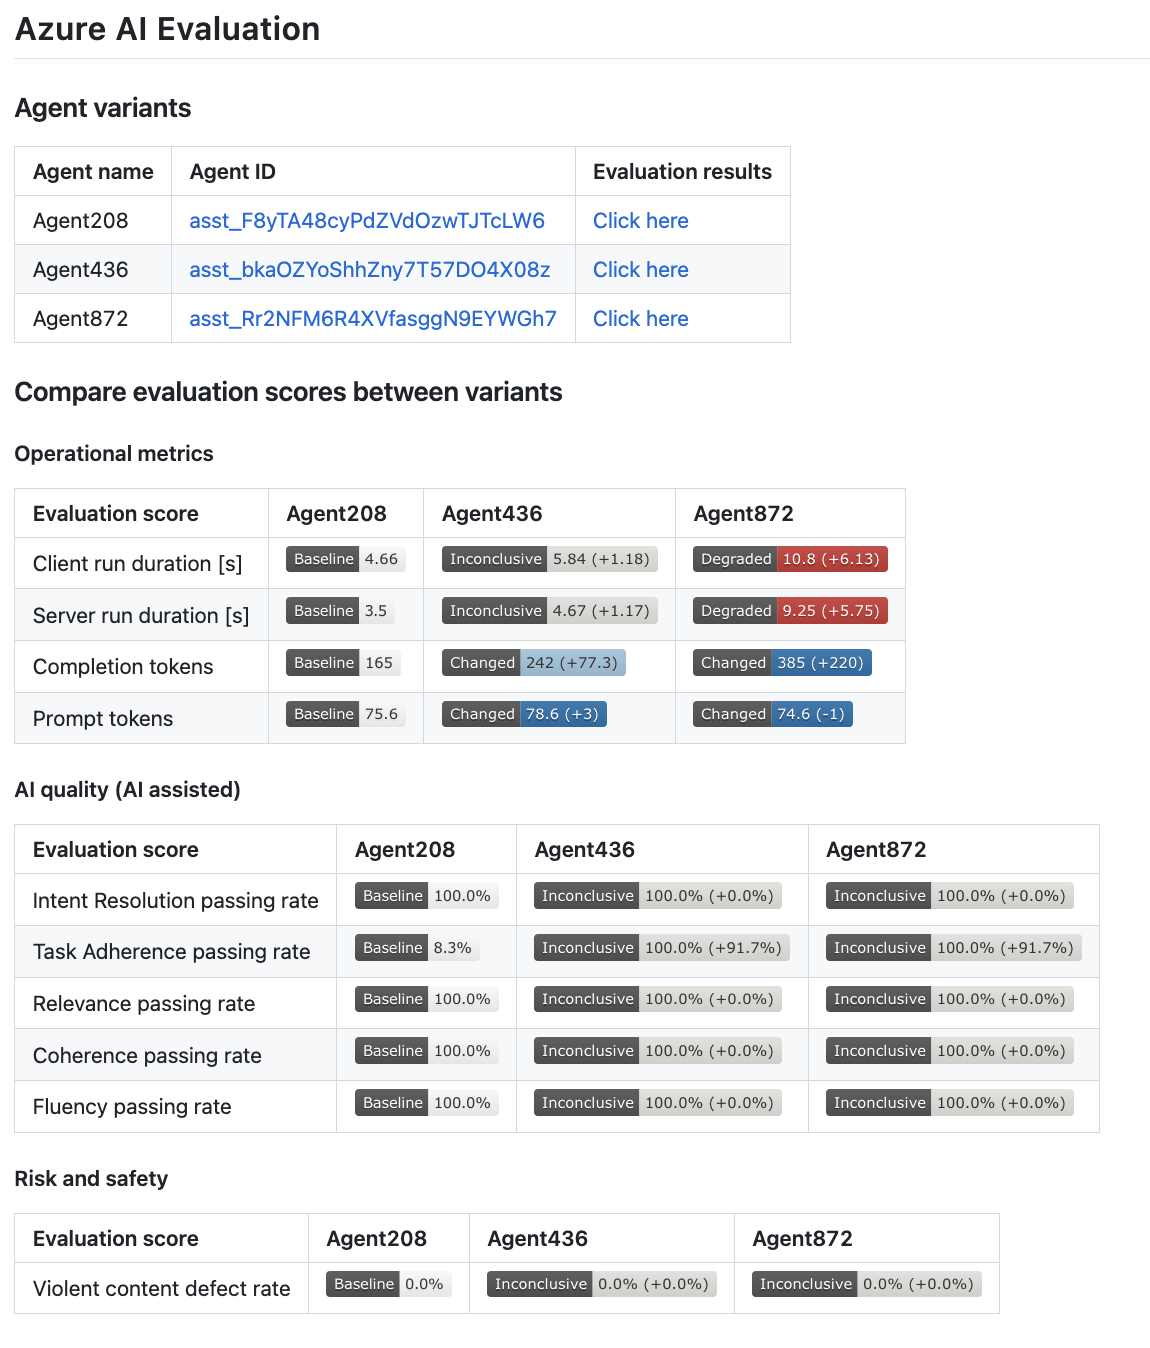 Azure AI Evaluation
Agent variants
Agent name Agent ID Evaluation results
Agent208 asst_F8yTA48cyPdZVdOzwTJTcLW6 Click here
Agent436 asst_bkaOZYoShhZny7T57DO4X08z Click here
Agent872 asst_Rr2NFM6R4XVfasggN9EYWGh7 Click here
Compare evaluation scores between variants
Operational metrics
Evaluation score Agent208 Agent436 Agent872
Client run duration [s] Baseline 4.66 Inconclusive 5.84 (+1.18) Degraded 10.8 (+6.13)
Server run duration [s] Baseline 3.5 Inconclusive 4.67 (+1.17) Degraded 9.25 (+5.75)
Completion tokens Baseline 165 Changed 242 (+77.3) Changed 385 (+220)
Prompt tokens Baseline 75.6 Changed 78.6 (+3) Changed 74.6 (-1)
AI quality (AI assisted)
Evaluation score Agent208 Agent436 Agent872
Intent Resolution passing rate Baseline 100.0% Inconclusive 100.0% (+0.0%) Inconclusive 100.0% (+0.0%)
Task Adherence passing rate Baseline 8.3% Inconclusive 100.0% (+91.7%) Inconclusive 100.0% (+91.7%)
Relevance passing rate Baseline 100.0% Inconclusive 100.0% (+0.0%) Inconclusive 100.0% (+0.0%)
Coherence passing rate Baseline 100.0% Inconclusive 100.0% (+0.0%) Inconclusive 100.0% (+0.0%)
Fluency passing rate Baseline 100.0% Inconclusive 100.0% (+0.0%) Inconclusive 100.0% (+0.0%)
Risk and safety
Evaluation score Agent208 Agent436 Agent872
Violent content defect rate Baseline 0.0% Inconclusive 0.0% (+0.0%) Inconclusive 0.0% (+0.0%)